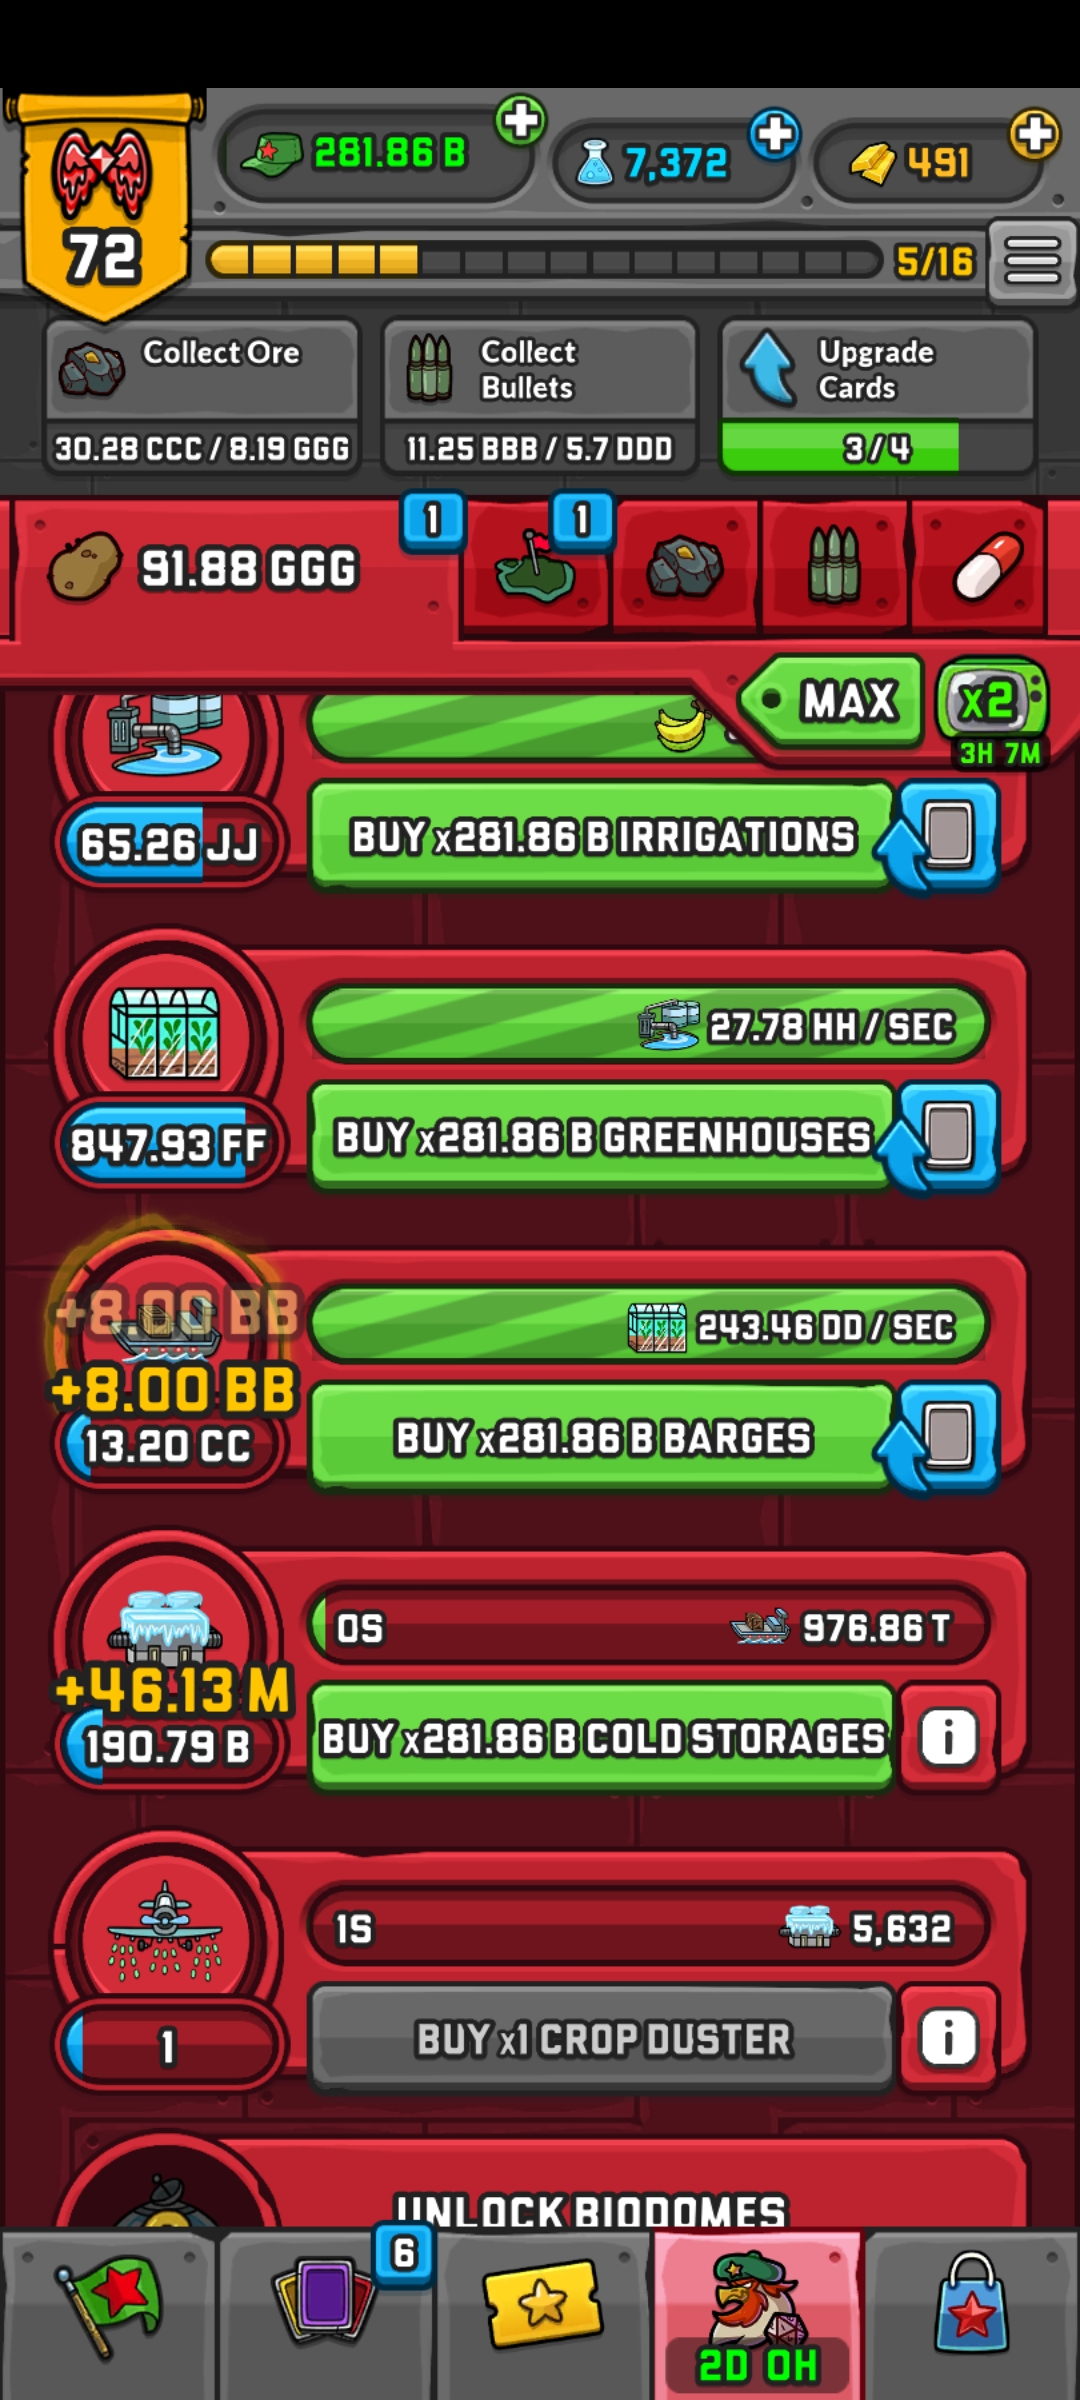 72
281.86 B
7,372
491
5/16
Collect Ore
30.28 CCC / 8.19 GGG
Collect
Bullets
11.25 BBB / 5.7 DDD
Upgrade
Cards
3/4
91.88 GGG
1
1
MAX
x2
3H 7M
65.26 JJ
BUY x281.86 B IRRIGATIONS
27.78 HH / SEC
847.93 FF
BUY x281.86 B GREENHOUSES
+8.00 BB
243.46 DD / SEC
+8.00 BB
13.20 CC
BUY x281.86 B BARGES
0S
976.86 T
+46.13 M
190.79 B
BUY x281.86 B COLD STORAGES
i
1S
5,632
1
BUY x1 CROP DUSTER
i
UNLOCK BIODOMES
6
2D 0H